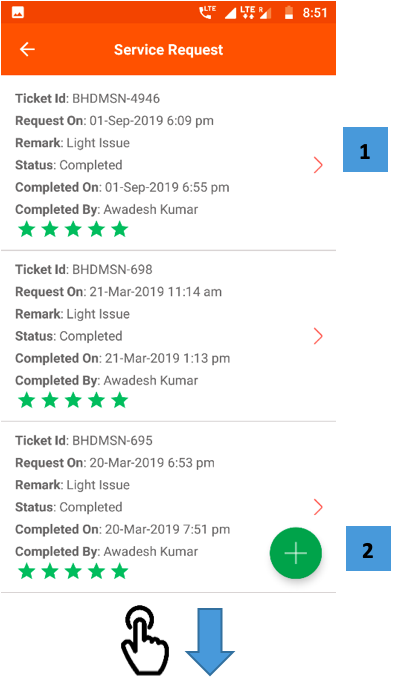 LTE LTE R 8:51
Service Request
Ticket Id: BHDMSN-4946
Request On: 01-Sep-2019 6:09 pm
Remark: Light Issue
Status: Completed
Completed On: 01-Sep-2019 6:55 pm
Completed By: Awadesh Kumar
1
Ticket Id: BHDMSN-698
Request On: 21-Mar-2019 11:14 am
Remark: Light Issue
Status: Completed
Completed On: 21-Mar-2019 1:13 pm
Completed By: Awadesh Kumar
Ticket Id: BHDMSN-695
Request On: 20-Mar-2019 6:53 pm
Remark: Light Issue
Status: Completed
Completed On: 20-Mar-2019 7:51 pm
Completed By: Awadesh Kumar
2